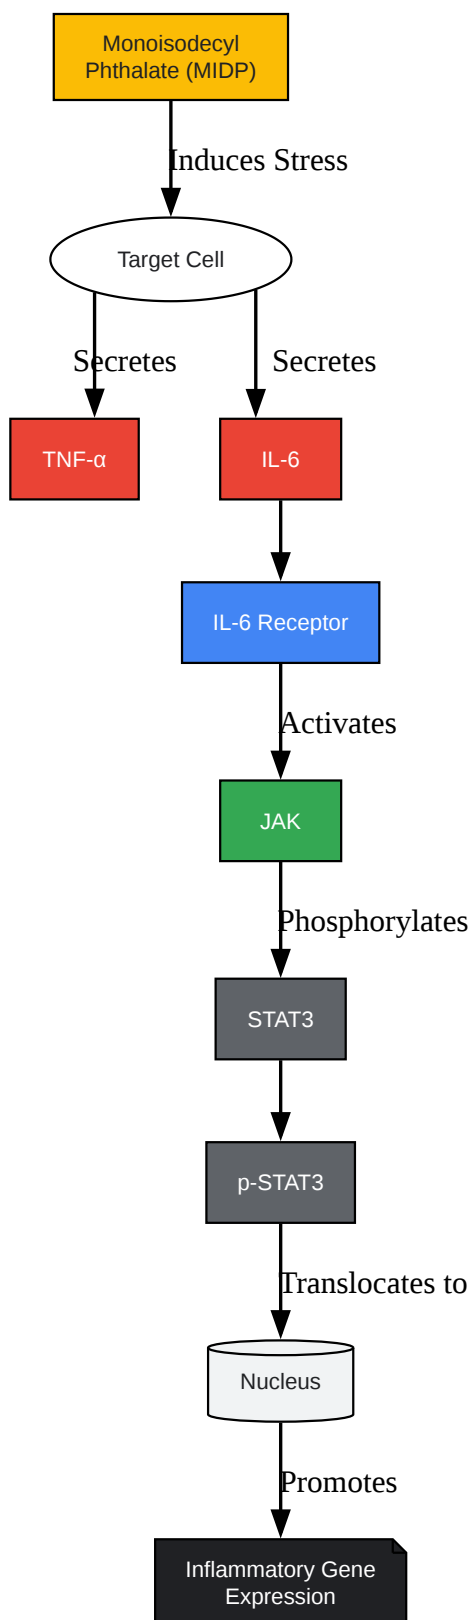 Monoisodecyl
Phthalate (MIDP)
Induces Stress
Target Cell
Secretes
Secretes
TNF-α
IL-6
IL-6 Receptor
Activates
JAK
Phosphorylates
STAT3
p-STAT3
Translocates to
Nucleus
Promotes
Inflammatory Gene
Expression